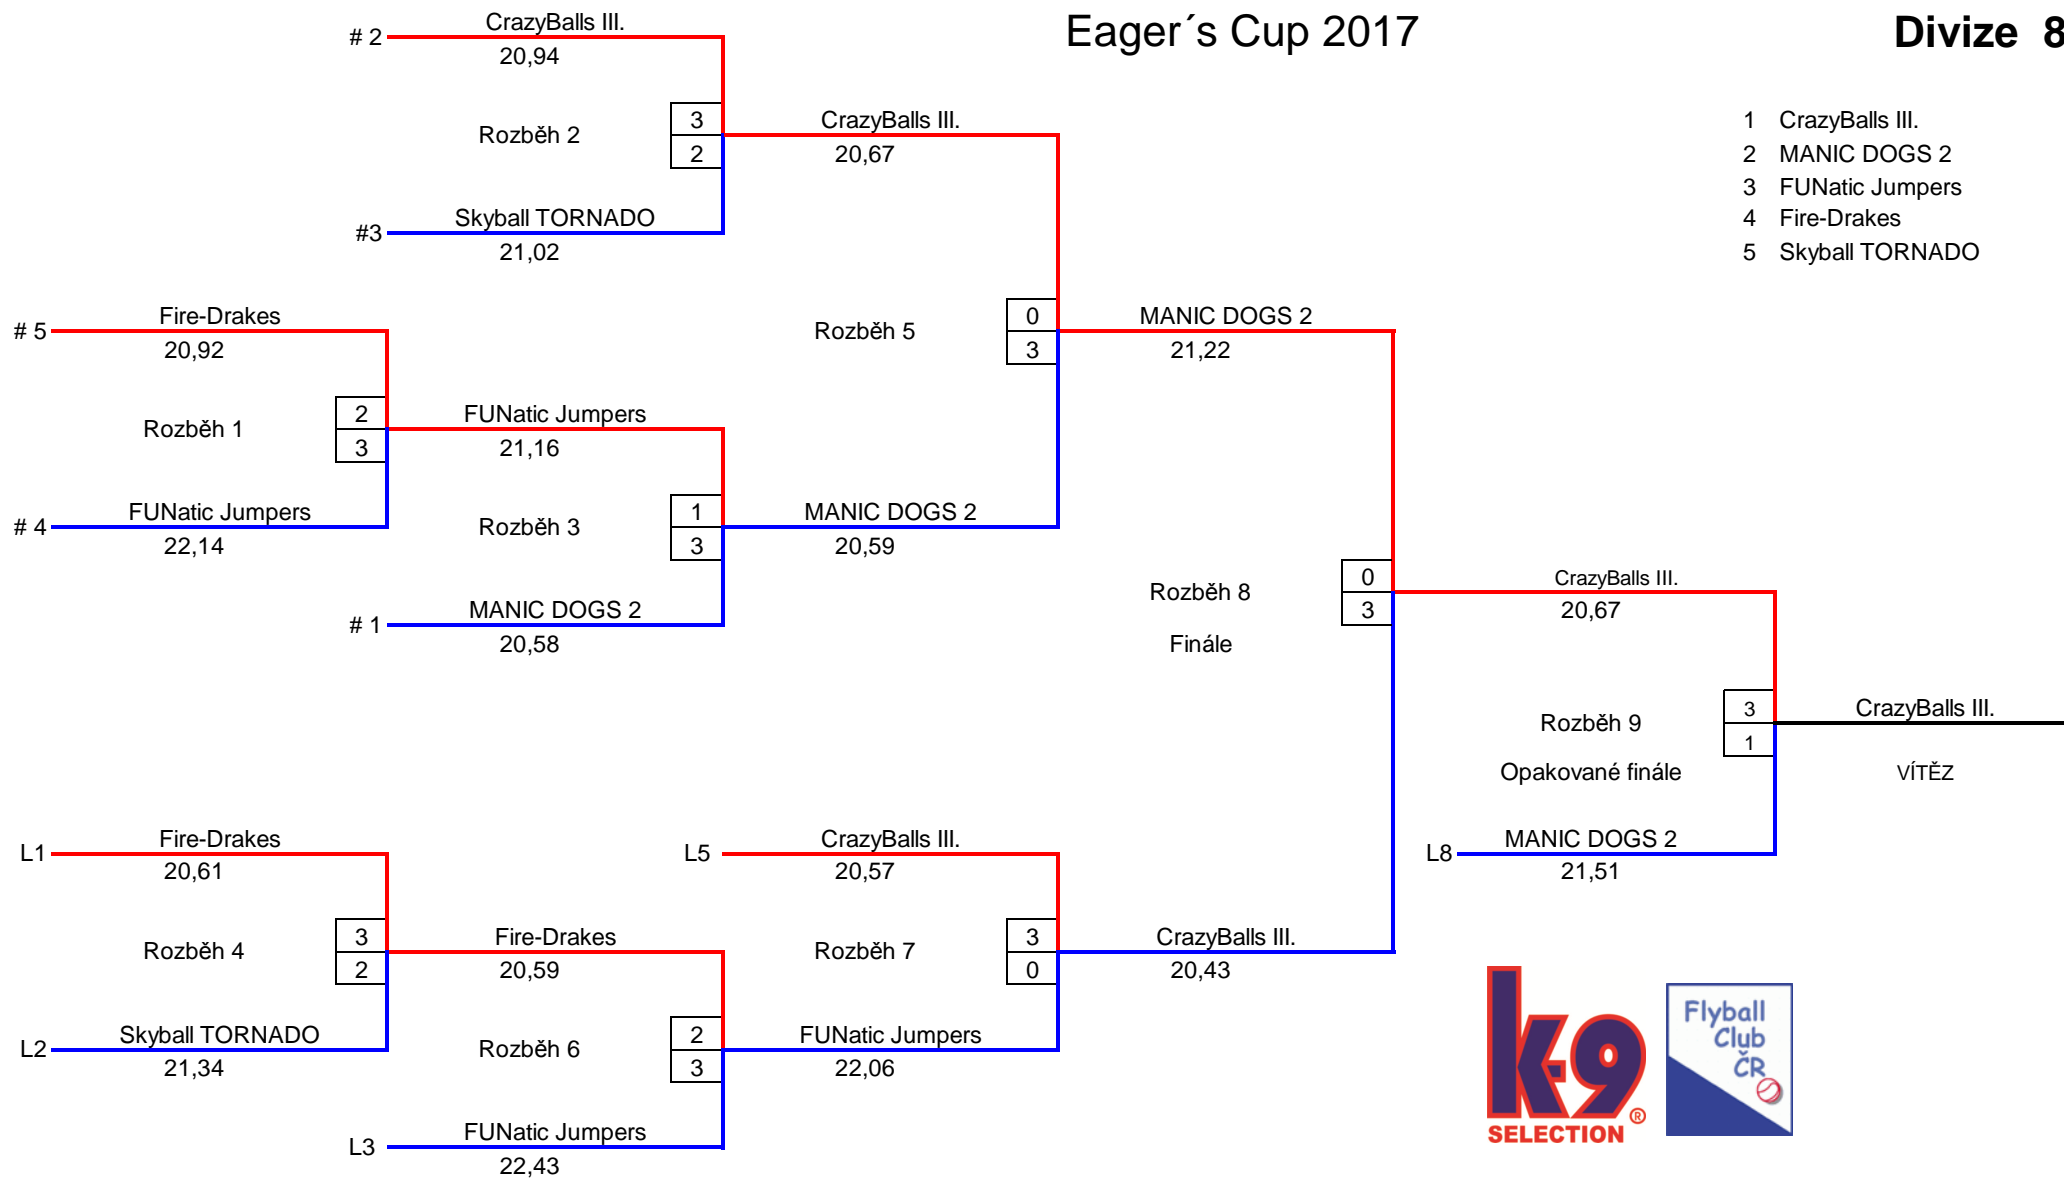 Eager´s Cup 2017
Divize 8
1 CrazyBalls III.
2 MANIC DOGS 2
3 FUNatic Jumpers
4 Fire-Drakes
5 Skyball TORNADO
# 2
CrazyBalls III.
20,94
Rozběh 2
3
2
#3
Skyball TORNADO
21,02
CrazyBalls III.
20,67
# 5
Fire-Drakes
20,92
Rozběh 1
2
3
# 4
FUNatic Jumpers
22,14
FUNatic Jumpers
21,16
Rozběh 3
1
3
# 1
MANIC DOGS 2
20,58
Rozběh 5
0
3
MANIC DOGS 2
20,59
MANIC DOGS 2
21,22
Rozběh 8
Finále
0
3
CrazyBalls III.
20,67
Rozběh 9
Opakované finále
3
1
CrazyBalls III.
VÍTĚZ
L8
MANIC DOGS 2
21,51
L1
Fire-Drakes
20,61
Rozběh 4
3
2
L2
Skyball TORNADO
21,34
Fire-Drakes
20,59
Rozběh 6
2
3
L3
FUNatic Jumpers
22,43
L5
CrazyBalls III.
20,57
Rozběh 7
3
0
FUNatic Jumpers
22,06
CrazyBalls III.
20,43
k-9
®
SELECTION
Flyball
Club
ČR